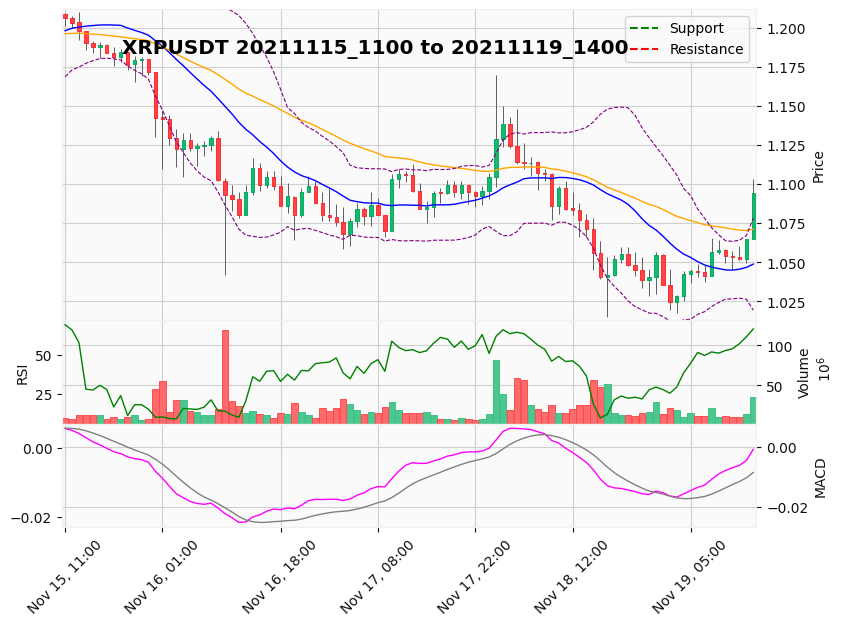 XRPUSDT 20211115_1100 to 20211119_1400
Support
Resistance
1.200
1.175
1.150
1.125
1.100
1.075
1.050
1.025
Price
50
25
RSI
100
50
Volume
10^6
0.00
−0.02
0.00
−0.02
MACD
Nov 15, 11:00
Nov 16, 01:00
Nov 16, 18:00
Nov 17, 08:00
Nov 17, 22:00
Nov 18, 12:00
Nov 19, 05:00